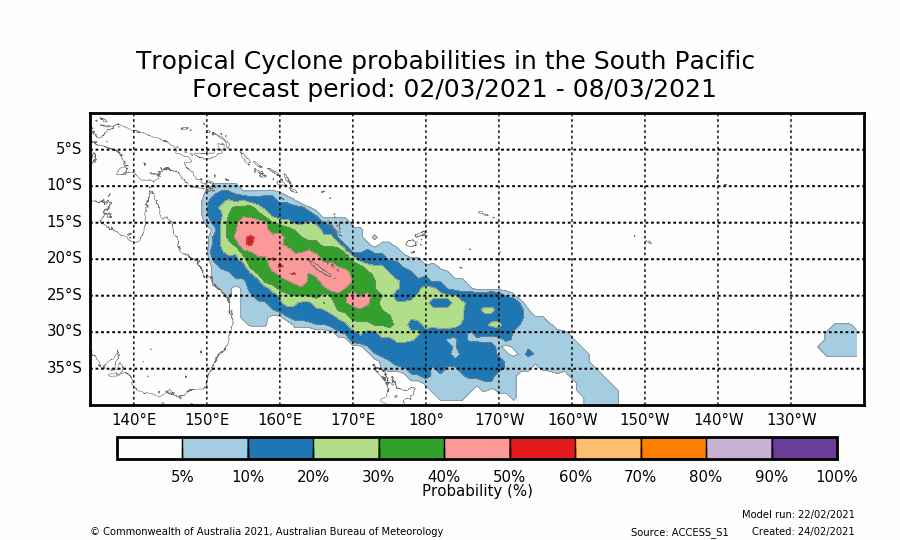 Tropical Cyclone probabilities in the South Pacific
Forecast period: 02/03/2021 - 08/03/2021
5°S
10°S
15°S
20°S
25°S
30°S
35°S
140°E 150°E 160°E 170°E 180° 170°W 160°W 150°W 140°W 130°W
5% 10% 20% 30% 40% 50% 60% 70% 80% 90% 100%
Probability (%)
Model run: 22/02/2021
© Commonwealth of Australia 2021, Australian Bureau of Meteorology Source: ACCESS_S1 Created: 24/02/2021